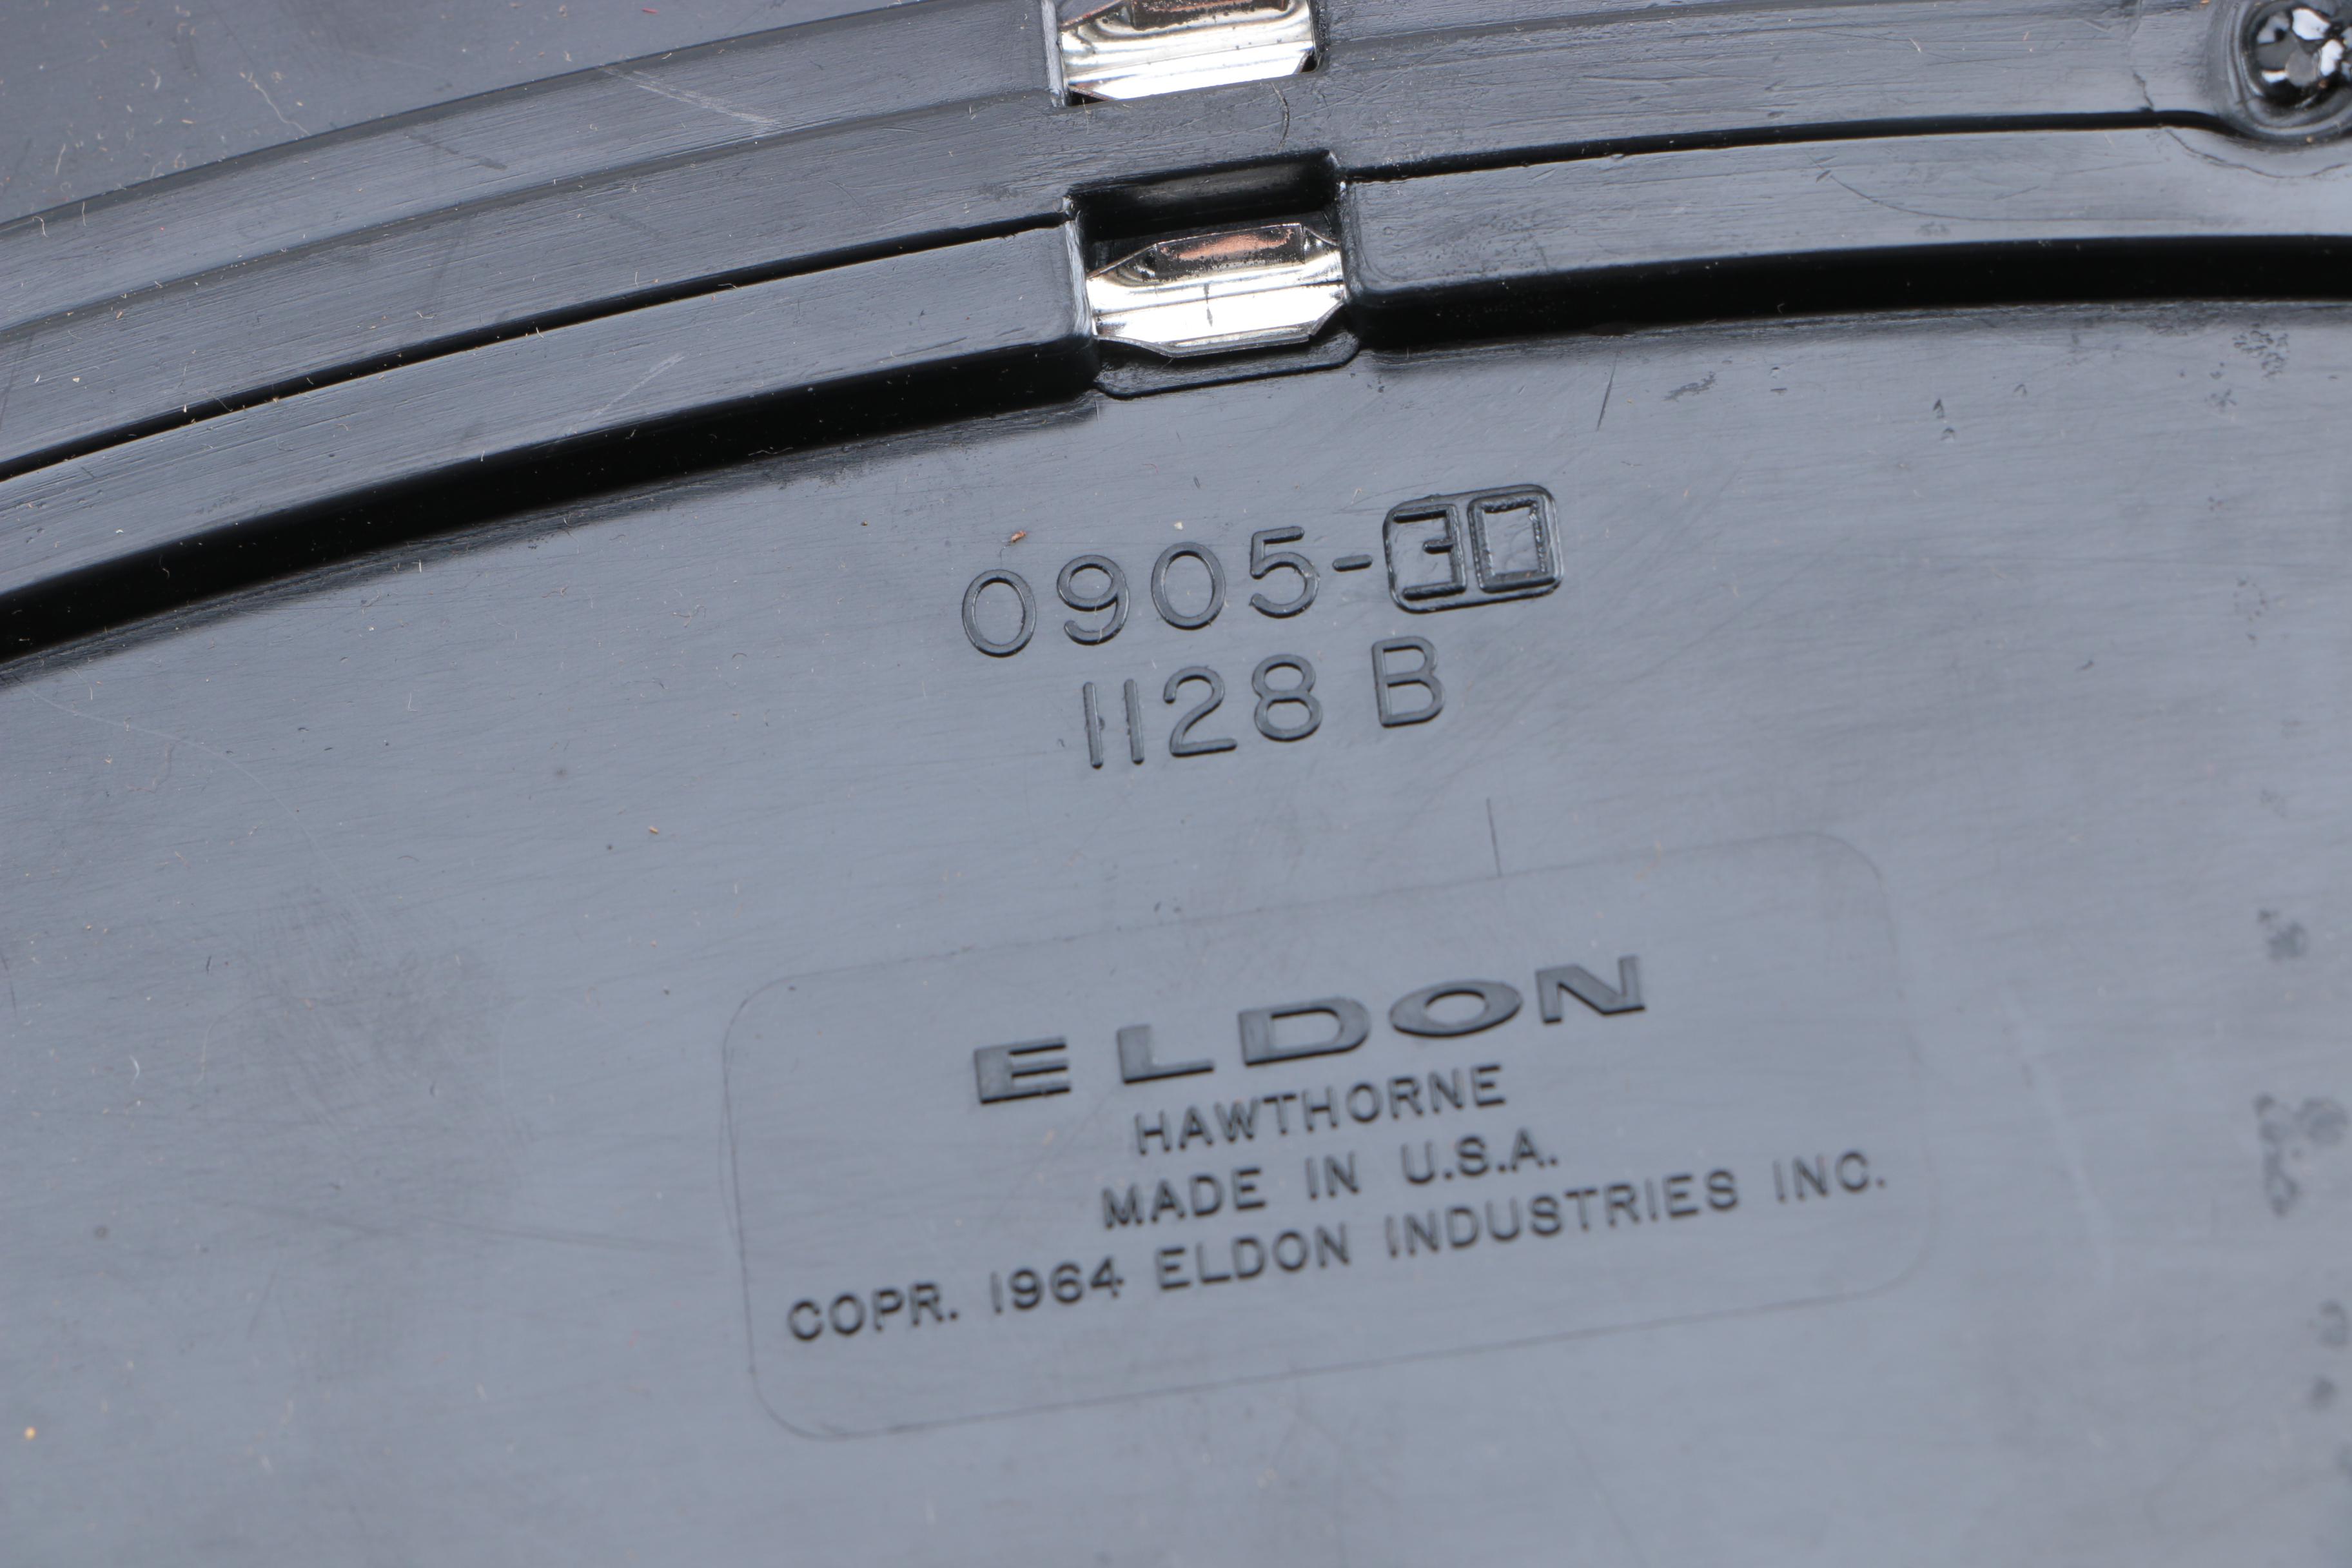 0905-30
1128 B
ELDON
HAWTHORNE
MADE IN U.S.A.
COPR. 1964 ELDON INDUSTRIES INC.